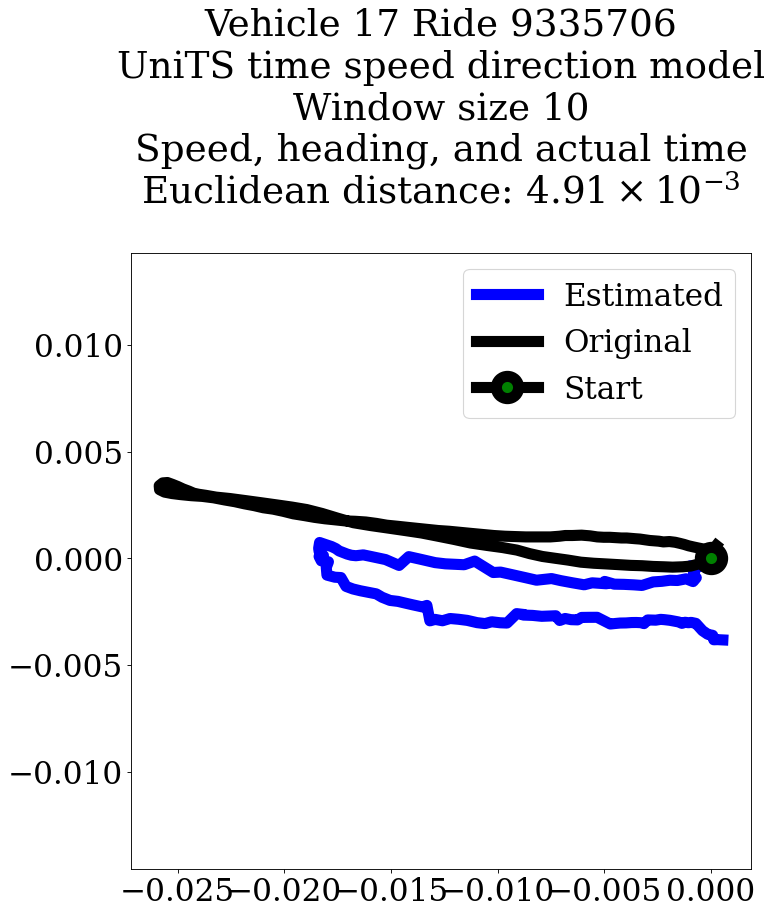 Vehicle 17 Ride 9335706
UniTS time speed direction model
Window size 10
Speed, heading, and actual time
Euclidean distance: 4.91 × 10⁻³
Estimated
Original
Start
0.010
0.005
0.000
−0.005
−0.010
−0.025 −0.020 −0.015 −0.010 −0.005 0.000